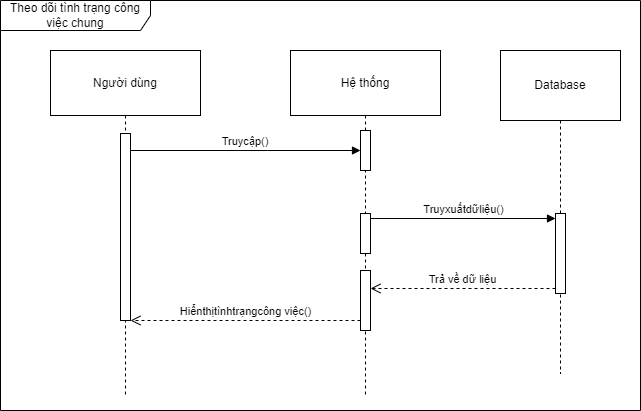 Theo dõi tình trạng công
việc chung
Người dùng
Hệ thống
Database
Truycập()
Truyxuấtdữliệu()
Trả về dữ liệu
Hiểnthịtìnhtrạngcông việc()